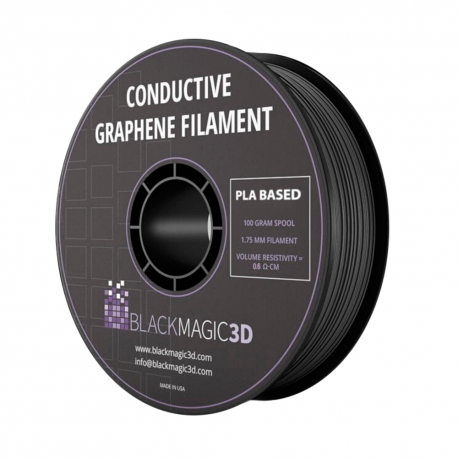 CONDUCTIVE
GRAPHENE FILAMENT
PLA BASED
100 GRAM SPOOL
1.75 MM FILAMENT
VOLUME RESISTIVITY =
0.6 Ω-CM
BLACKMAGIC3D
www.blackmagic3d.com
info@blackmagic3d.com
MADE IN USA